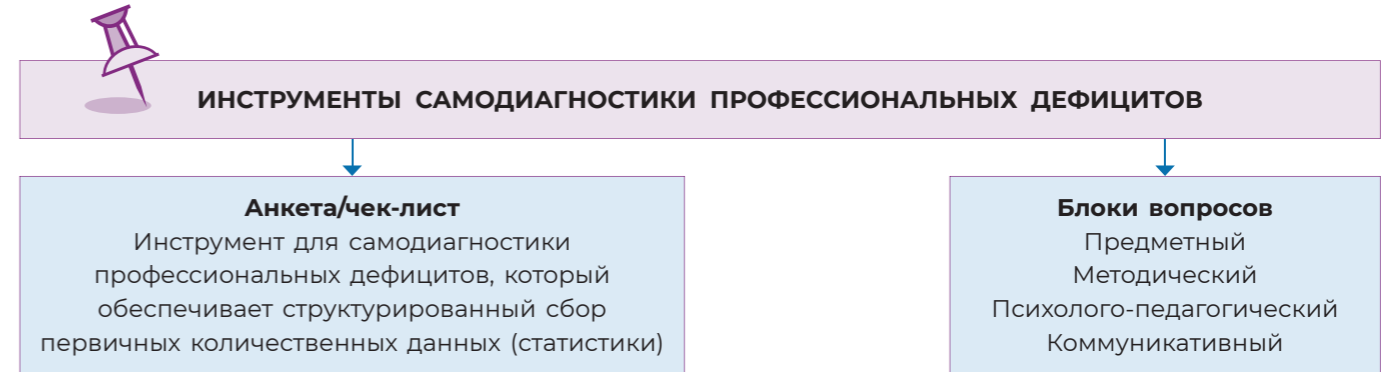 ИНСТРУМЕНТЫ САМОДИАГНОСТИКИ ПРОФЕССИОНАЛЬНЫХ ДЕФИЦИТОВ
Анкета/чек-лист
Инструмент для самодиагностики
профессиональных дефицитов, который
обеспечивает структурированный сбор
первичных количественных данных (статистики)
Блоки вопросов
Предметный
Методический
Психолого-педагогический
Коммуникативный